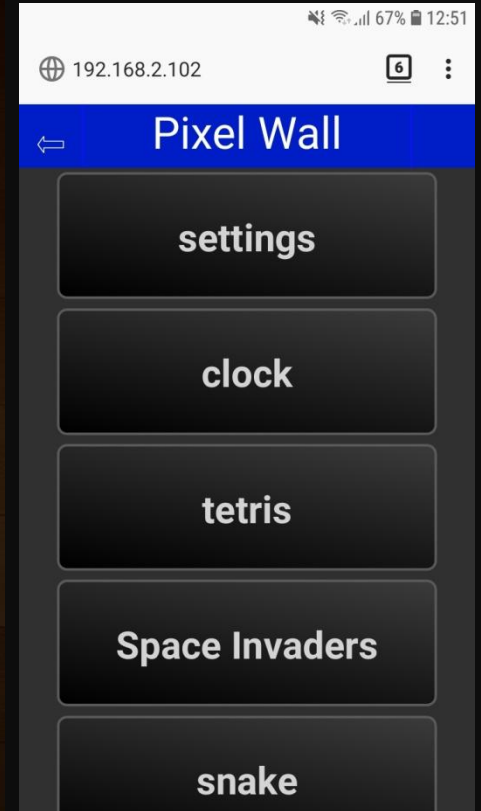 67% 12:51
192.168.2.102 6
Pixel Wall
settings
clock
tetris
Space Invaders
snake